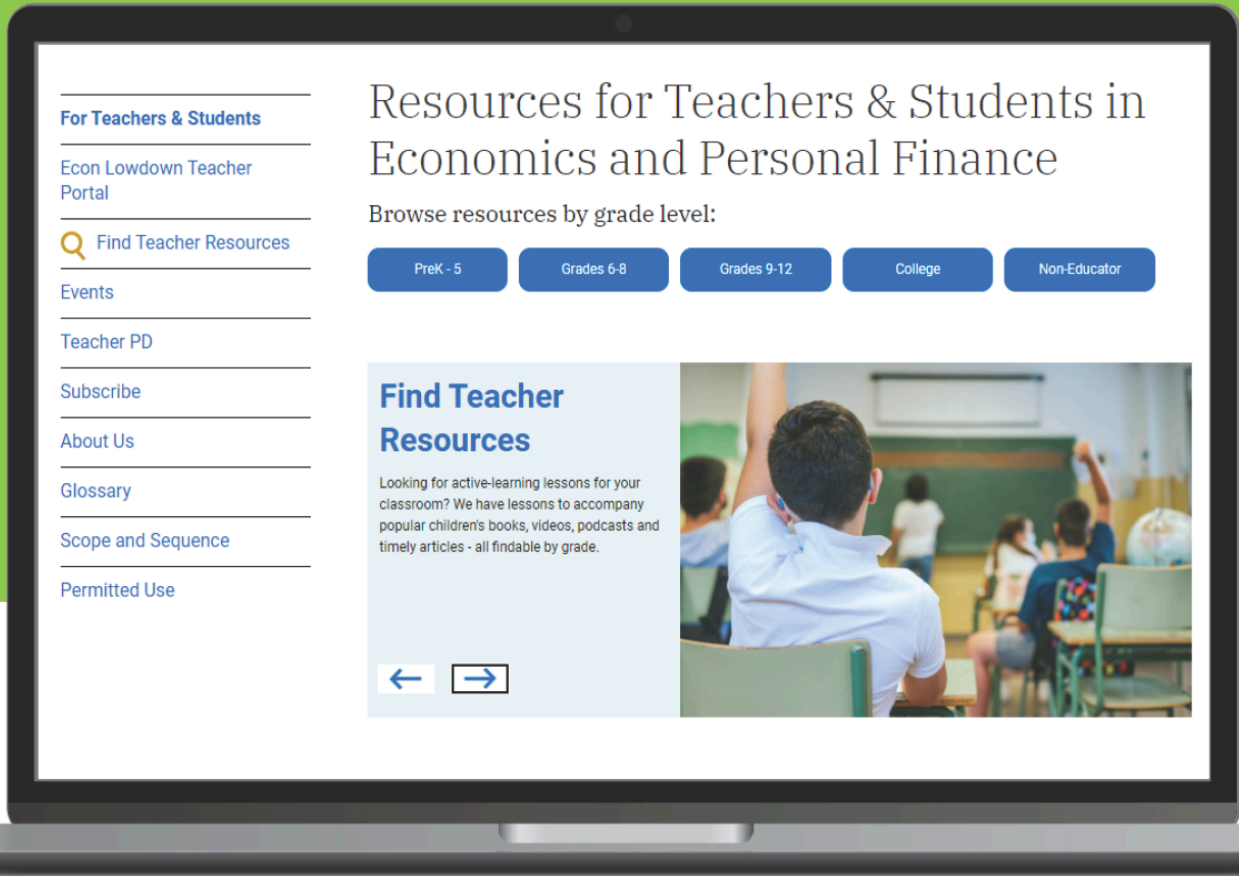 For Teachers & Students
Econ Lowdown Teacher
Portal
Find Teacher Resources
Events
Teacher PD
Subscribe
About Us
Glossary
Scope and Sequence
Permitted Use
Resources for Teachers & Students in
Economics and Personal Finance
Browse resources by grade level:
PreK - 5
Grades 6-8
Grades 9-12
College
Non-Educator
Find Teacher
Resources
Looking for active-learning lessons for your
classroom? We have lessons to accompany
popular children's books, videos, podcasts and
timely articles - all findable by grade.